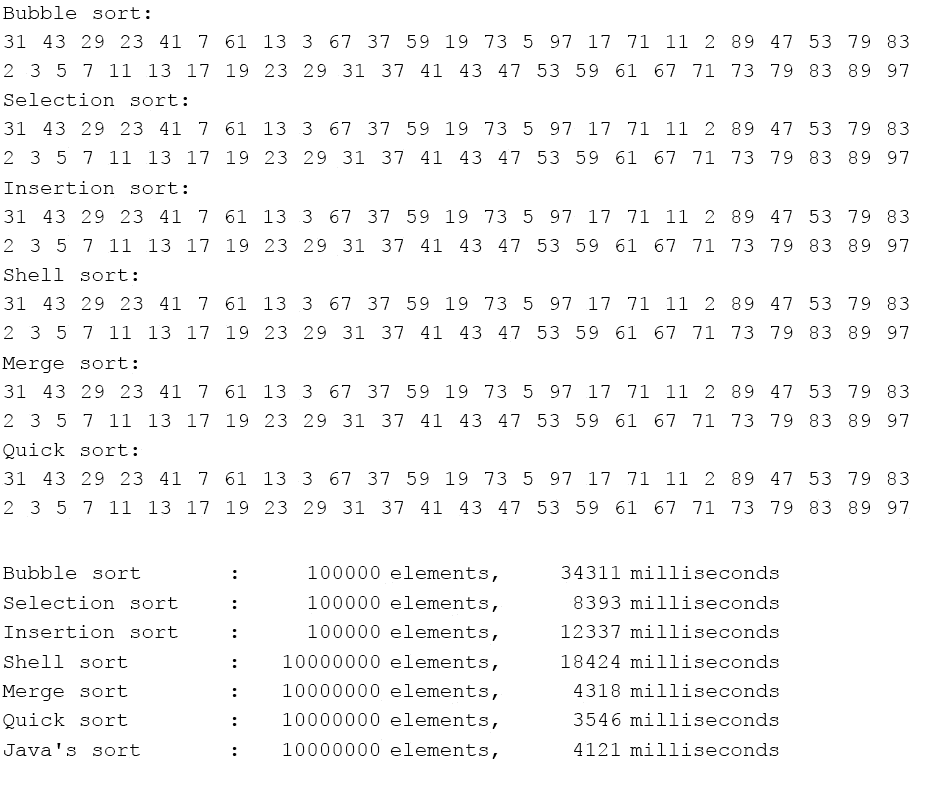 Bubble sort:
31 43 29 23 41 7 61 13 3 67 37 59 19 73 5 97 17 71 11 2 89 47 53 79 83
2 3 5 7 11 13 17 19 23 29 31 37 41 43 47 53 59 61 67 71 73 79 83 89 97
Selection sort:
31 43 29 23 41 7 61 13 3 67 37 59 19 73 5 97 17 71 11 2 89 47 53 79 83
2 3 5 7 11 13 17 19 23 29 31 37 41 43 47 53 59 61 67 71 73 79 83 89 97
Insertion sort:
31 43 29 23 41 7 61 13 3 67 37 59 19 73 5 97 17 71 11 2 89 47 53 79 83
2 3 5 7 11 13 17 19 23 29 31 37 41 43 47 53 59 61 67 71 73 79 83 89 97
Shell sort:
31 43 29 23 41 7 61 13 3 67 37 59 19 73 5 97 17 71 11 2 89 47 53 79 83
2 3 5 7 11 13 17 19 23 29 31 37 41 43 47 53 59 61 67 71 73 79 83 89 97
Merge sort:
31 43 29 23 41 7 61 13 3 67 37 59 19 73 5 97 17 71 11 2 89 47 53 79 83
2 3 5 7 11 13 17 19 23 29 31 37 41 43 47 53 59 61 67 71 73 79 83 89 97
Quick sort:
31 43 29 23 41 7 61 13 3 67 37 59 19 73 5 97 17 71 11 2 89 47 53 79 83
2 3 5 7 11 13 17 19 23 29 31 37 41 43 47 53 59 61 67 71 73 79 83 89 97
Bubble sort : 100000 elements, 34311 milliseconds
Selection sort : 100000 elements, 8393 milliseconds
Insertion sort : 100000 elements, 12337 milliseconds
Shell sort : 10000000 elements, 18424 milliseconds
Merge sort : 10000000 elements, 4318 milliseconds
Quick sort : 10000000 elements, 3546 milliseconds
Java's sort : 10000000 elements, 4121 milliseconds